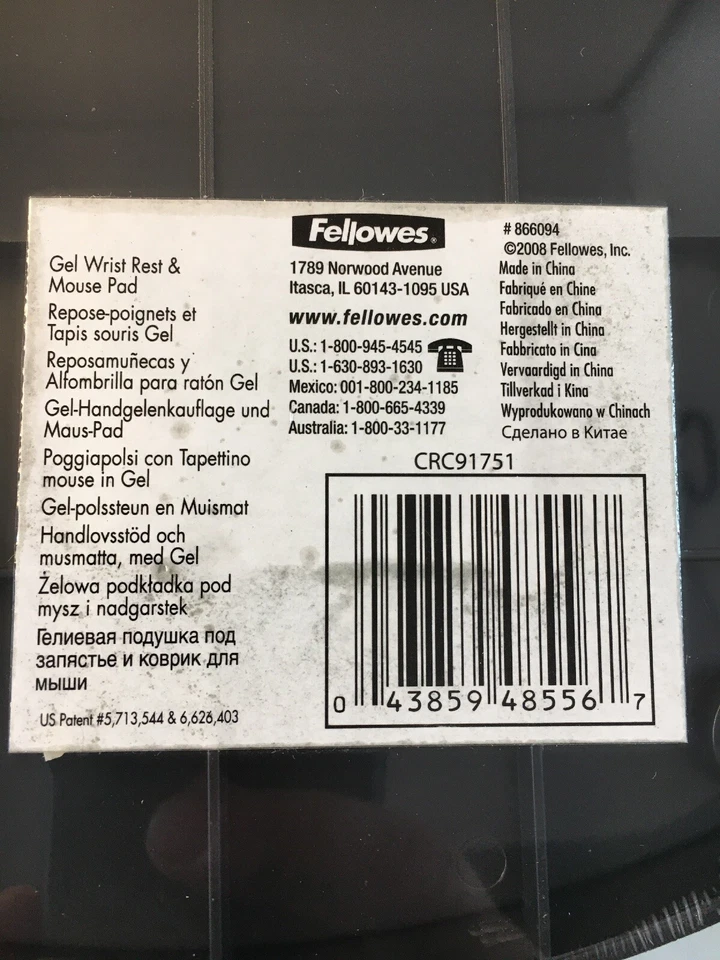 Gel Wrist Rest &
Mouse Pad
Repose-poignets et
Tapis souris Gel
Reposamuñecas y
Alfombrilla para ratón Gel
Gel-Handgelenkauflage und
Maus-Pad
Poggiapolsi con Tappettino
mouse in Gel
Gel-polssteun en Muismat
Handlovsstöd och
musmatta, med Gel
Żelowa podkładka pod
mysz i nadgarstek
Гелиевая подушка под
запястье и коврик для
мыши
US Patent #5,713,544 & 6,626,403
Fellowes®
1789 Norwood Avenue
Itasca, IL 60143-1095 USA
www.fellowes.com
U.S.: 1-800-945-4545
U.S.: 1-630-893-1630
Mexico: 001-800-234-1185
Canada: 1-800-665-4339
Australia: 1-800-33-1177
# 866094
©2008 Fellowes, Inc.
Made in China
Fabriqué en Chine
Fabricado en China
Hergestellt in China
Fabbricato in Cina
Vervaardigd in China
Tillverkad i Kina
Wyprodukowano w Chinach
Сделано в Китае
CRC91751
0 43859 48556 7